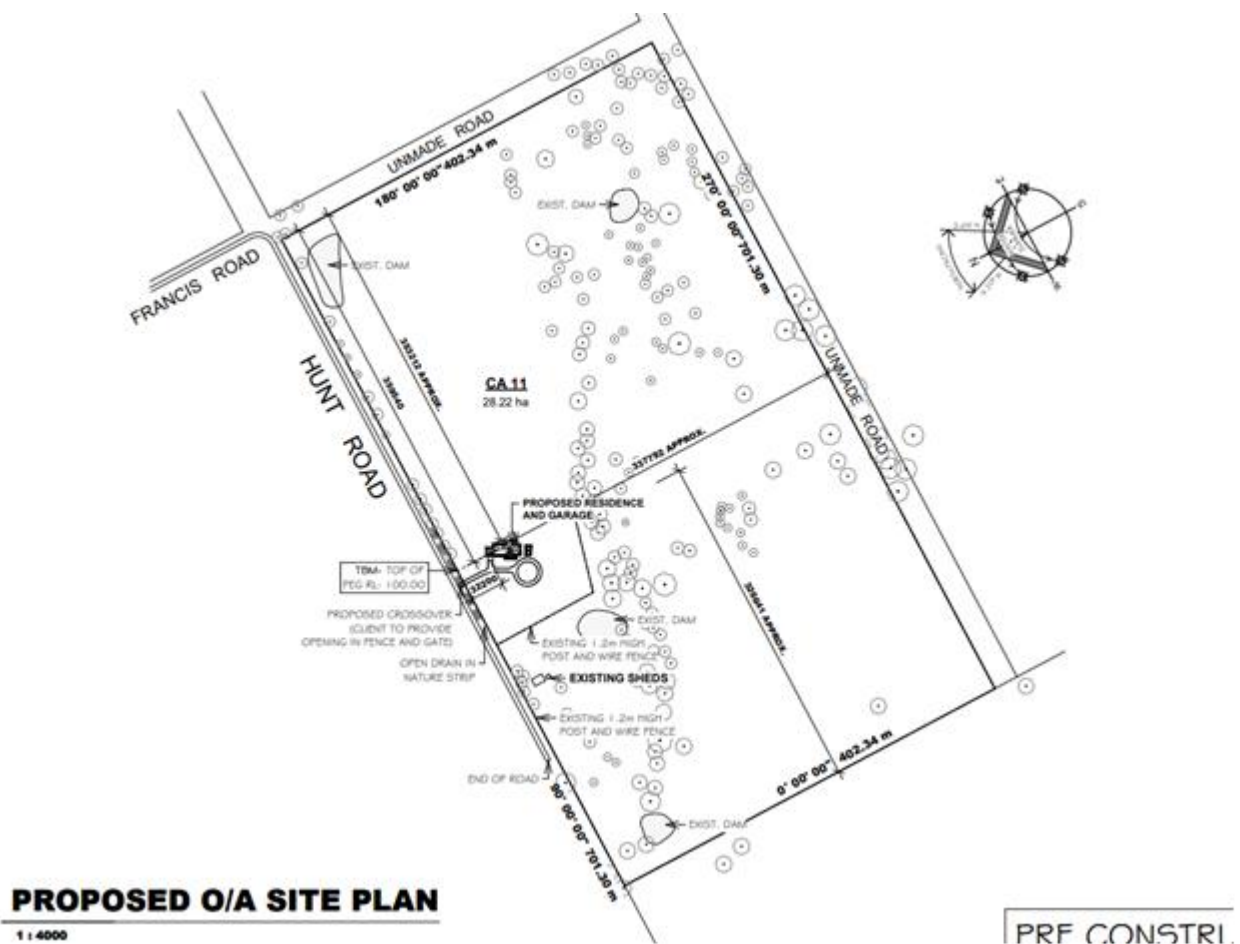 UNMADE ROAD
180° 00' 00" 402.34 m
270° 00' 00" 701.30 m
EXIST. DAM
EXIST. DAM
FRANCIS ROAD
HUNT ROAD
CA 11
28.22 ha
UNMADE ROAD
PROPOSED RESIDENCE
AND GARAGE
TBM- TOP OF
PEG RL- 100.00
32200
PROPOSED CROSSOVER
(CLIENT TO PROVIDE
OPENING IN FENCE AND GATE)
EXIST. DAM
EXISTING 1.2m HIGH
POST AND WIRE FENCE
OPEN DRAIN IN
NATURE STRIP
EXISTING SHEDS
EXISTING 1.2m HIGH
POST AND WIRE FENCE
END OF ROAD
0° 00' 00" 402.34 m
90° 00' 00" 701.30 m
EXIST. DAM
PROPOSED O/A SITE PLAN
1 : 4000
PRE CONSTRU